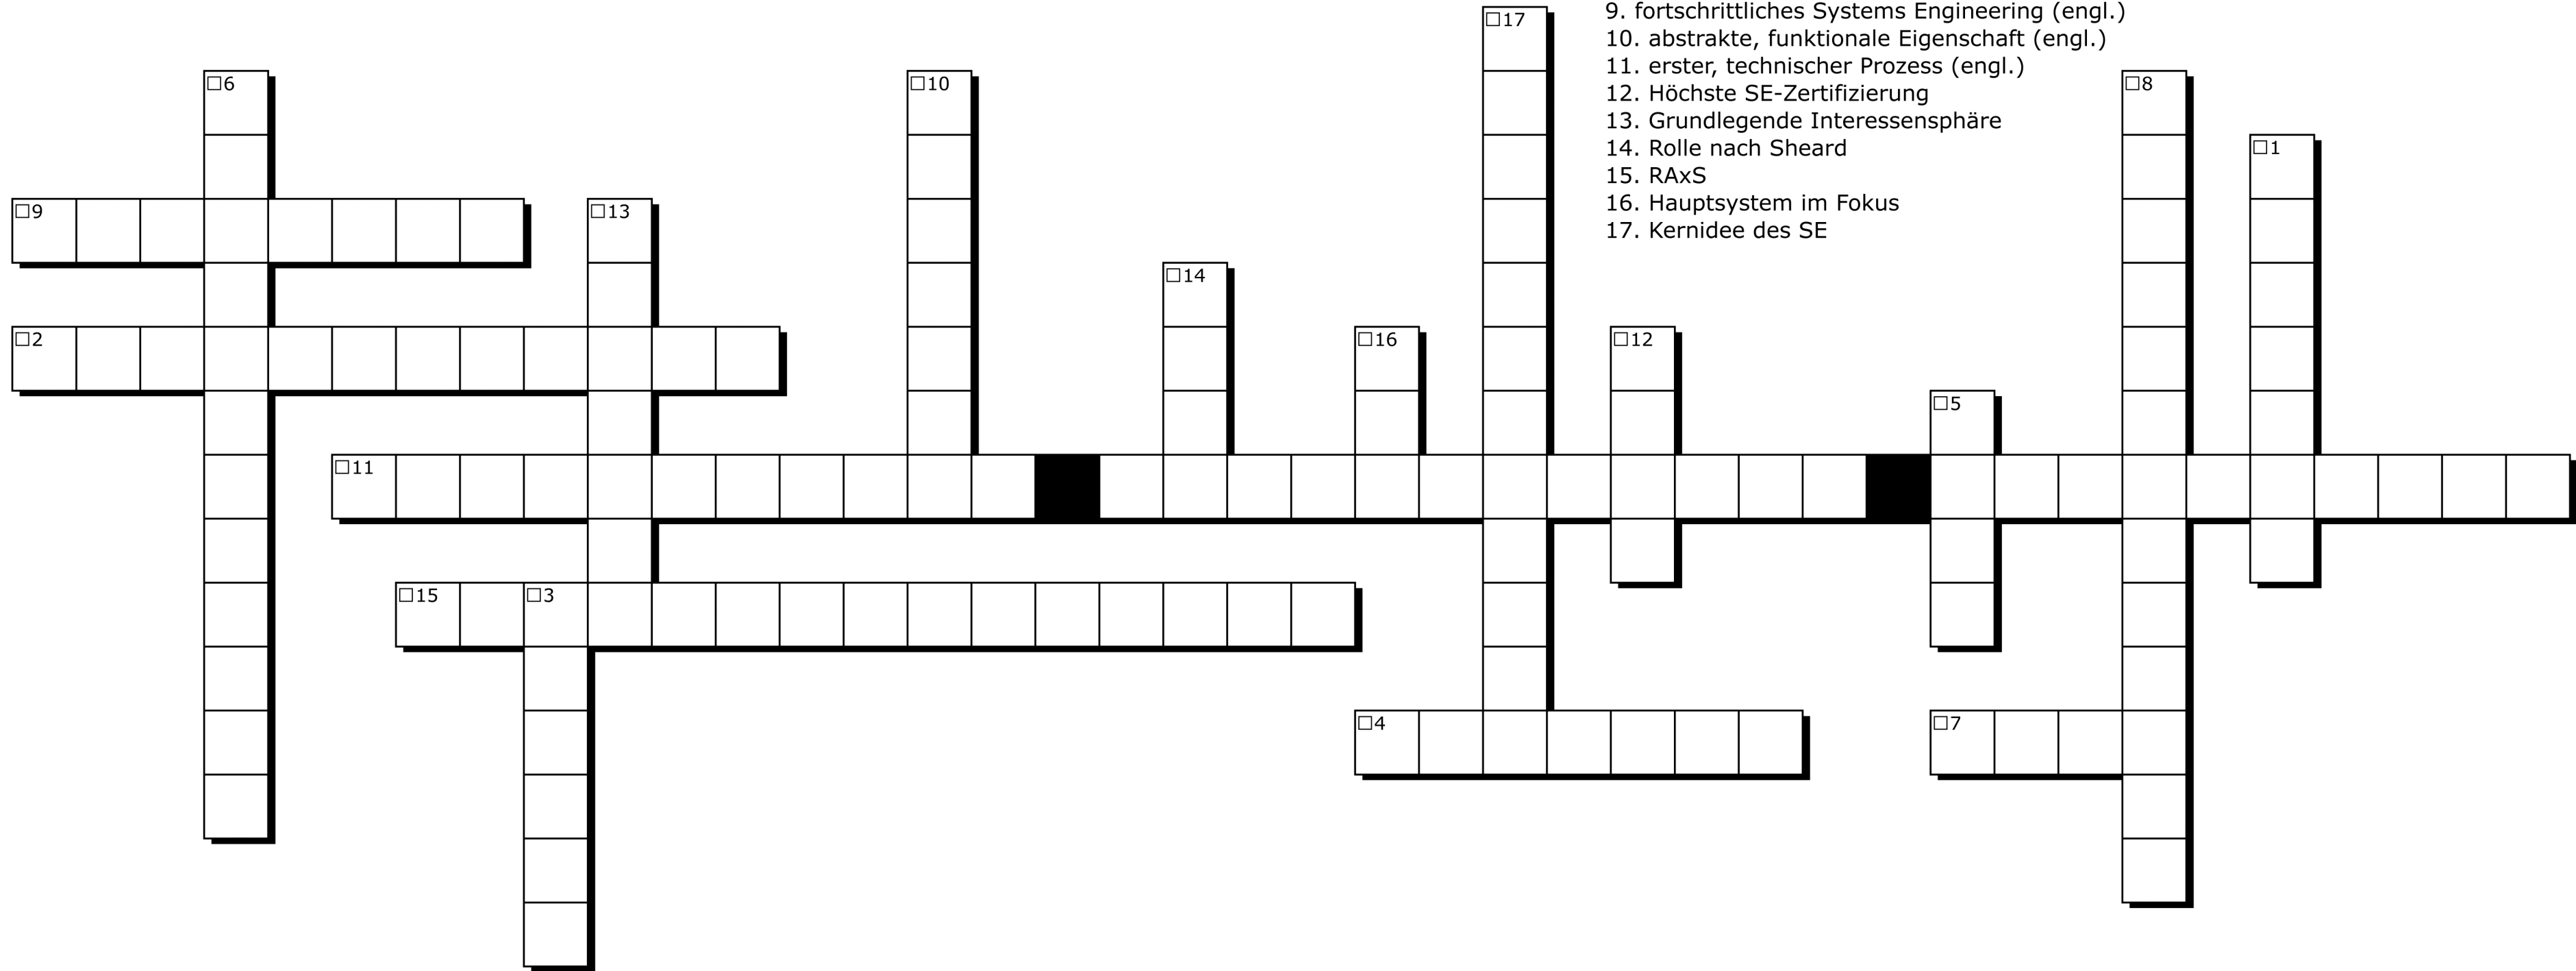 9. fortschrittliches Systems Engineering (engl.)
10. abstrakte, funktionale Eigenschaft (engl.)
11. erster, technischer Prozess (engl.)
12. Höchste SE-Zertifizierung
13. Grundlegende Interessensphäre
14. Rolle nach Sheard
15. RAxS
16. Hauptsystem im Fokus
17. Kernidee des SE
□17
□6
□10
□8
□1
□9
□13
□14
□2
□16
□12
□5
□11
□15
□3
□4
□7